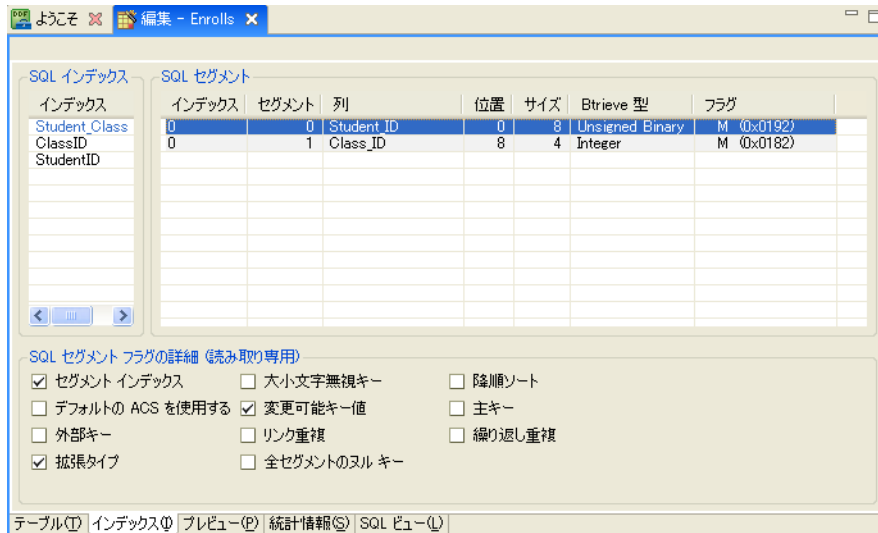 ようこそ 編集 - Enrolls
SQL インデックス SQL セグメント
インデックス インデックス セグメント 列 位置 サイズ Btrieve 型 フラグ
Student_Class 0 0 Student_ID 0 8 Unsigned Binary M (0x0192)
ClassID 0 1 Class_ID 8 4 Integer M (0x0182)
StudentID
SQL セグメント フラグの詳細 (読み取り専用)
セグメント インデックス 大小文字無視キー 降順ソート
デフォルトの ACS を使用する 変更可能キー値 主キー
外部キー リンク重複 繰り返し重複
拡張タイプ 全セグメントのヌル キー
テーブル(T) インデックス(I) プレビュー(P) 統計情報(S) SQL ビュー(L)